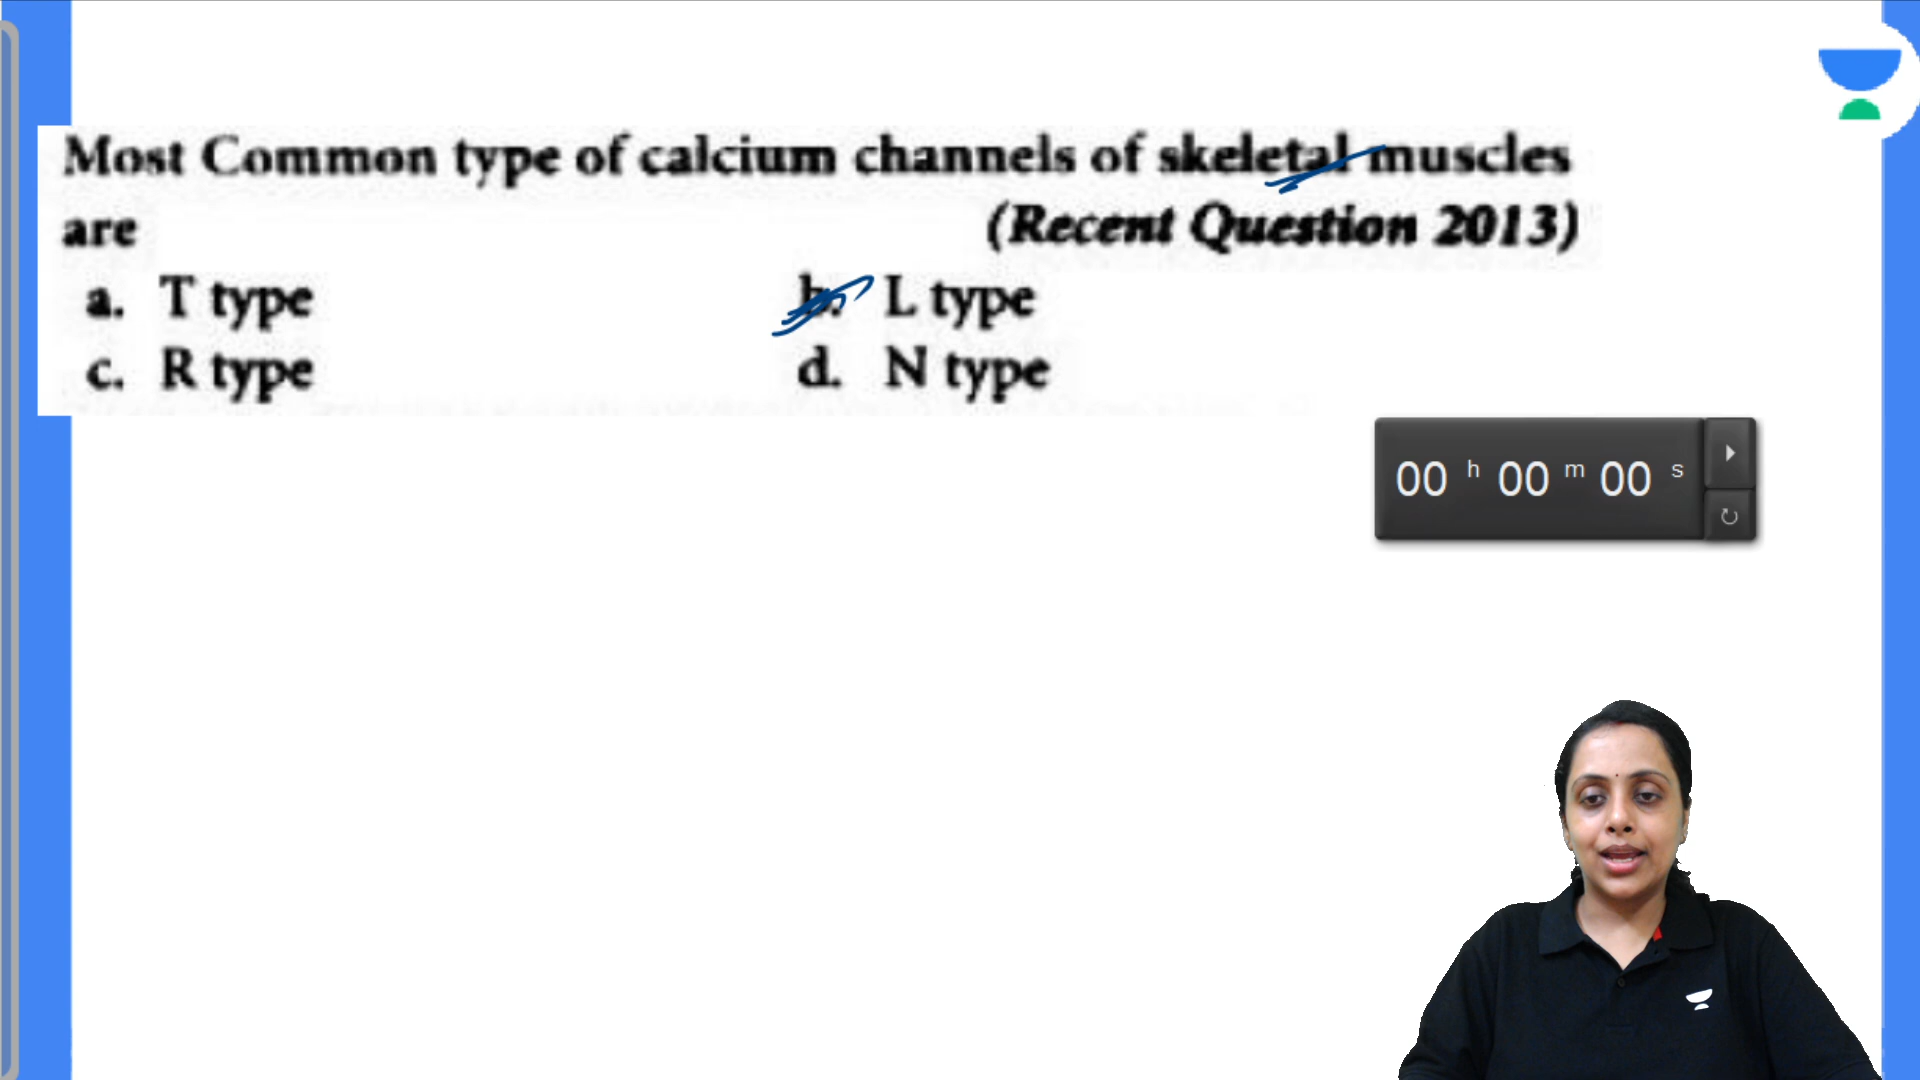 Most Common type of calcium channels of skeletal muscles
are (Recent Question 2013)
a. T type b. L type
c. R type d. N type
00 h 00 m 00 s